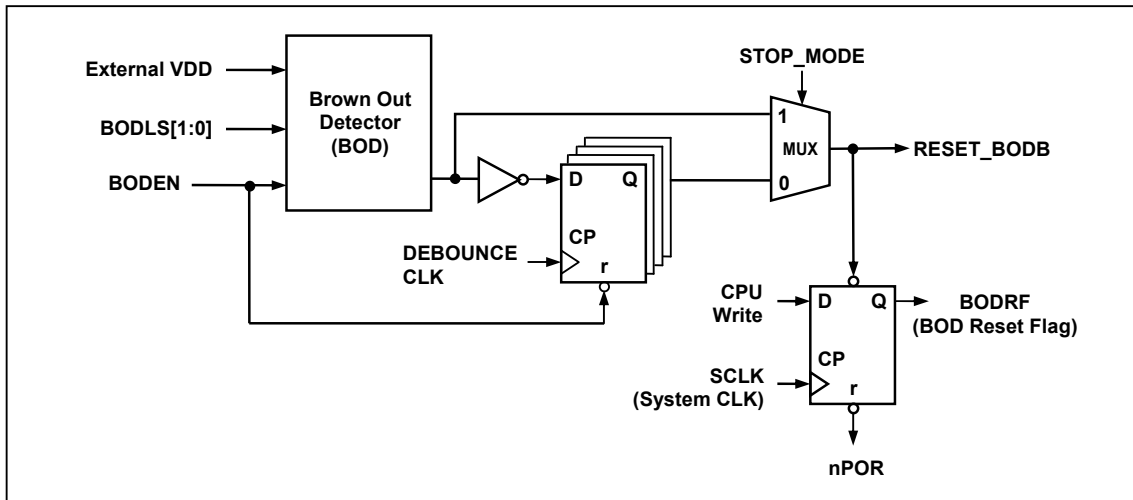 STOP_MODE
External VDD
Brown Out
Detector
(BOD)
BODLS[1:0]
1
MUX
RESET_BODB
BODEN
D
Q
0
CP
DEBOUNCE
CLK
r
CPU
Write
D
Q
BODRF
(BOD Reset Flag)
CP
SCLK
(System CLK)
r
nPOR